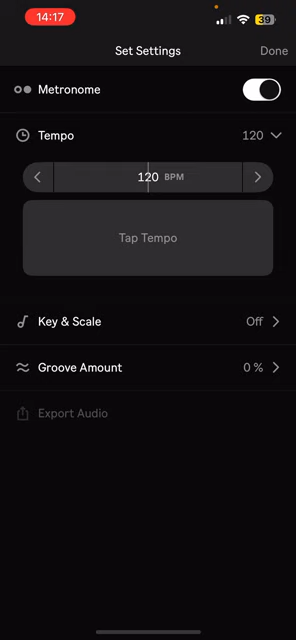 14:17
39
Set Settings
Done
Metronome
Tempo
120
120 BPM
Tap Tempo
Key & Scale
Off
Groove Amount
0 %
Export Audio